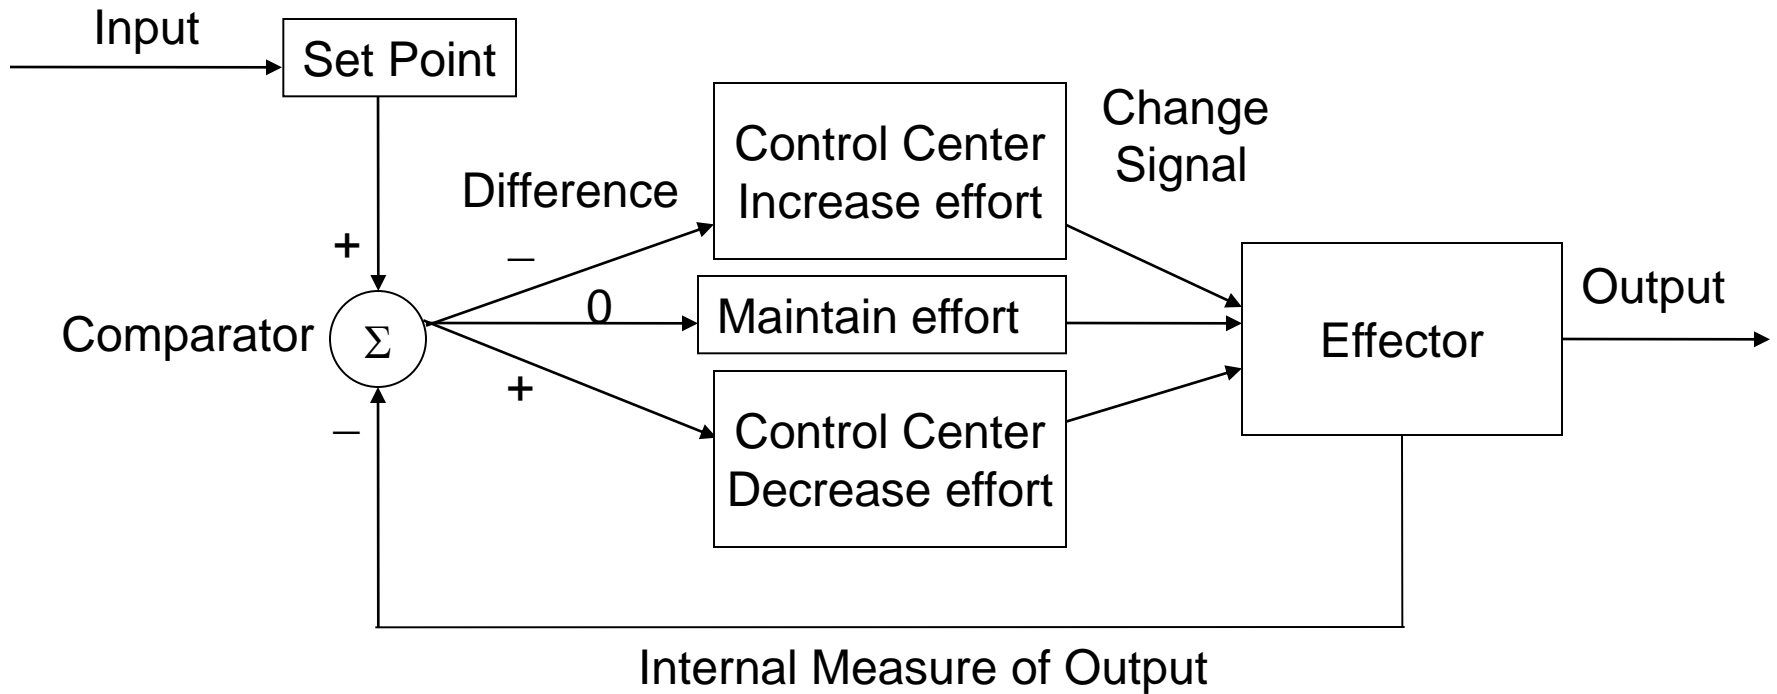 Input
Set Point
Change
Signal
Control Center
Increase effort
Difference
+
–
Output
0
Maintain effort
Comparator
Σ
Effector
+
–
Control Center
Decrease effort
Internal Measure of Output